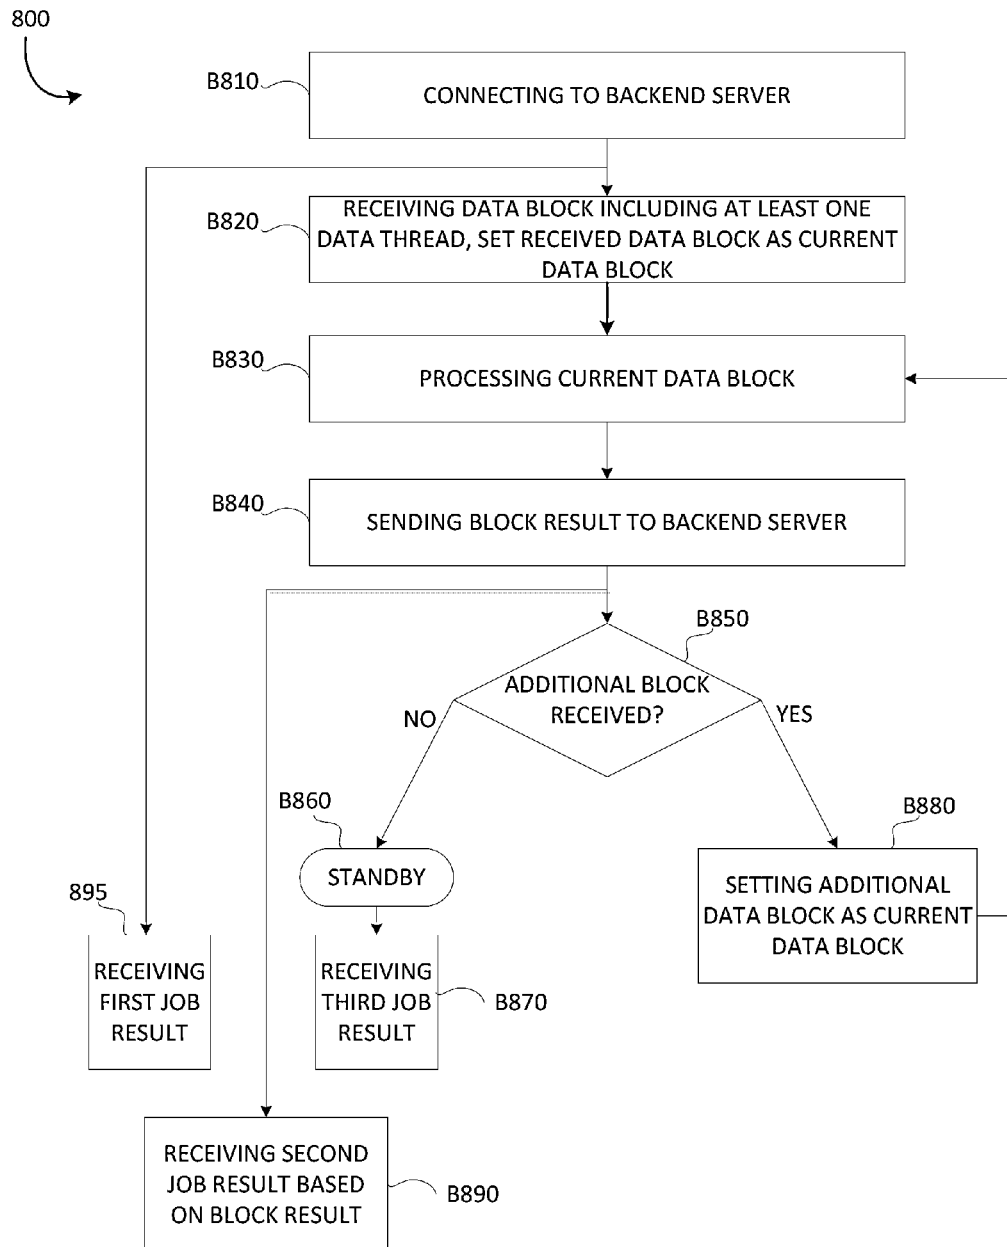 800
B810
CONNECTING TO BACKEND SERVER
B820
RECEIVING DATA BLOCK INCLUDING AT LEAST ONE
DATA THREAD, SET RECEIVED DATA BLOCK AS CURRENT
DATA BLOCK
B830
PROCESSING CURRENT DATA BLOCK
B840
SENDING BLOCK RESULT TO BACKEND SERVER
B850
ADDITIONAL BLOCK
RECEIVED?
NO
YES
B860
STANDBY
B880
SETTING ADDITIONAL
DATA BLOCK AS CURRENT
DATA BLOCK
895
RECEIVING
FIRST JOB
RESULT
RECEIVING
THIRD JOB
RESULT
B870
RECEIVING SECOND
JOB RESULT BASED
ON BLOCK RESULT
B890